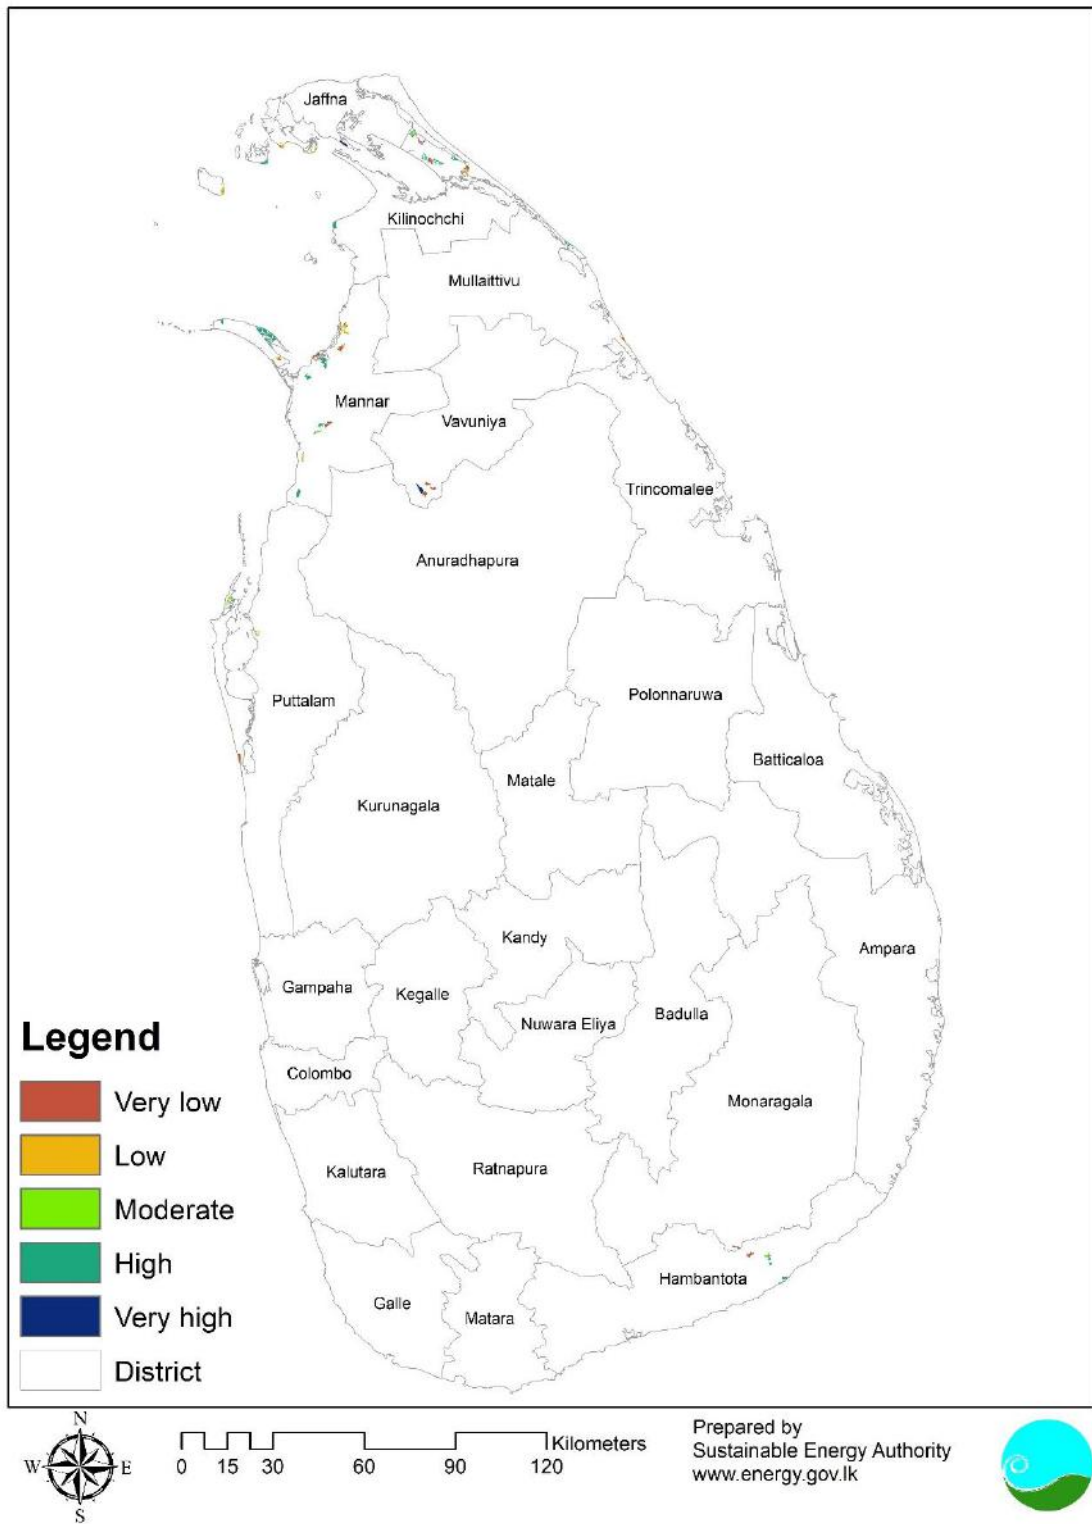 Jaffna
Kilinochchi
Mullaittivu
Mannar
Vavuniya
Trincomalee
Anuradhapura
Puttalam
Polonnaruwa
Batticaloa
Matale
Kurunagala
Kandy
Ampara
Gampaha
Kegalle
Nuwara Eliya
Badulla
Colombo
Monaragala
Kalutara
Ratnapura
Hambantota
Galle
Matara
Legend
Very low
Low
Moderate
High
Very high
District
N
W E
S
Kilometers
0 15 30 60 90 120
Prepared by
Sustainable Energy Authority
www.energy.gov.lk